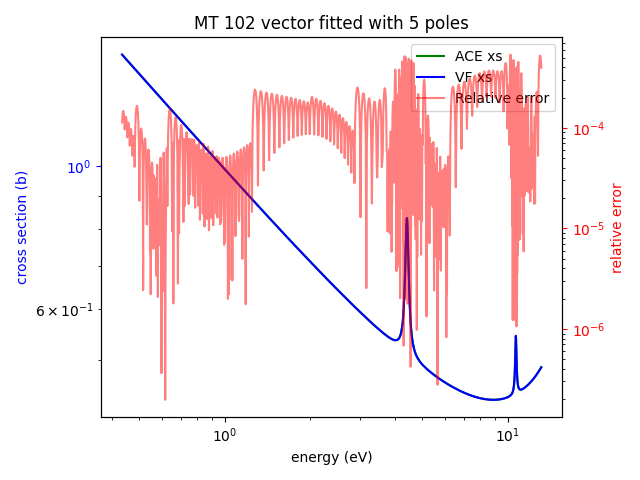 MT 102 vector fitted with 5 poles
ACE xs
VF xs
Relative error
10⁰
6 × 10⁻¹
cross section (b)
10⁻⁴
10⁻⁵
10⁻⁶
relative error
10⁰
10¹
energy (eV)